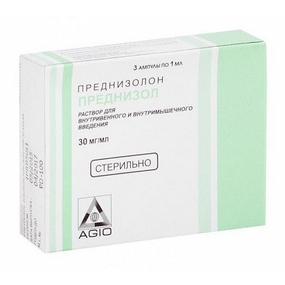 3 АМПУЛЫ ПО 1 МЛ
ПРЕДНИЗОЛОН
ПРЕДНИЗОЛ
РАСТВОР ДЛЯ
ВНУТРИВЕННОГО И ВНУТРИМЫШЕЧНОГО
ВВЕДЕНИЯ
30 МГ/МЛ
СТЕРИЛЬНО
AGIO